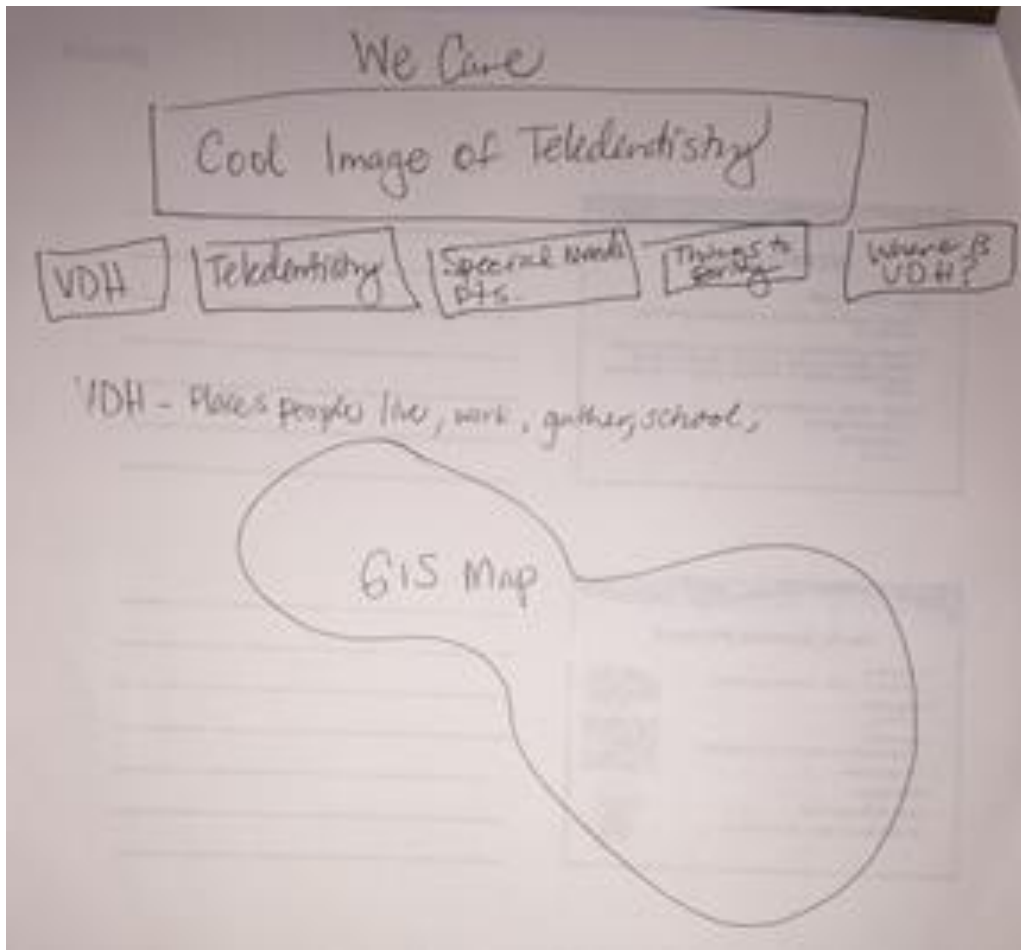 We Care
Cool Image of Teledentistry
VDH
Teledentistry
Special needs
pts.
Things to
bring
Where is
VDH?
VDH - Places people live, work, gather, school,
GIS Map